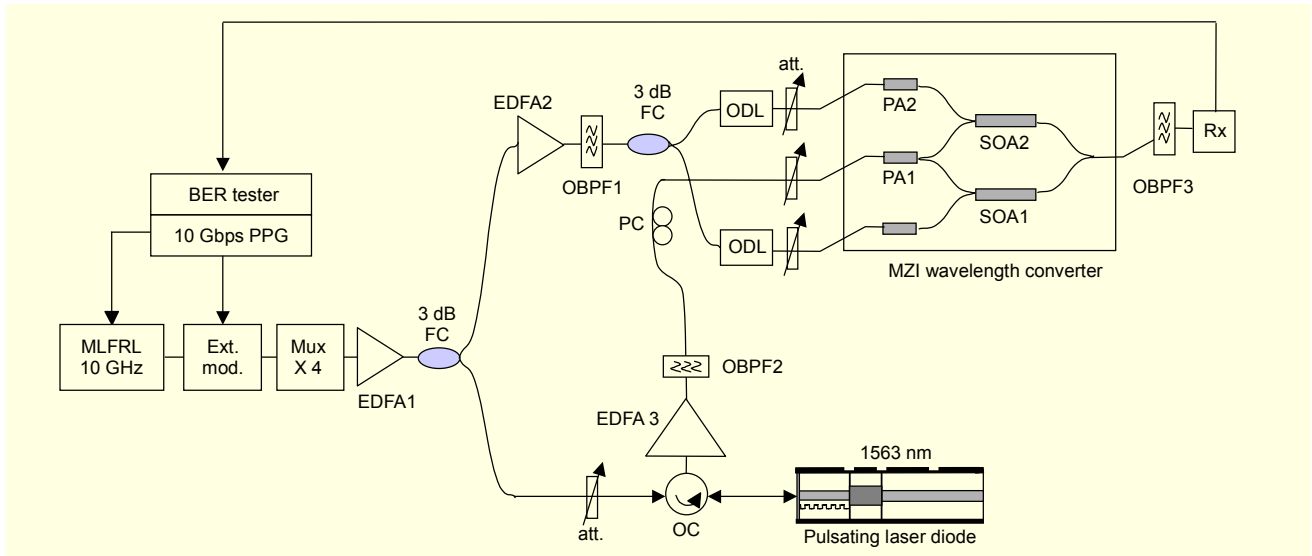 att.
3 dB
FC
EDFA2
ODL
PA2
SOA2
Rx
OBPF1
PA1
OBPF3
BER tester
PC
SOA1
10 Gbps PPG
ODL
MZI wavelength converter
3 dB
FC
MLFRL
10 GHz
Ext.
mod.
Mux
X 4
OBPF2
EDFA1
EDFA 3
1563 nm
att.
OC
Pulsating laser diode